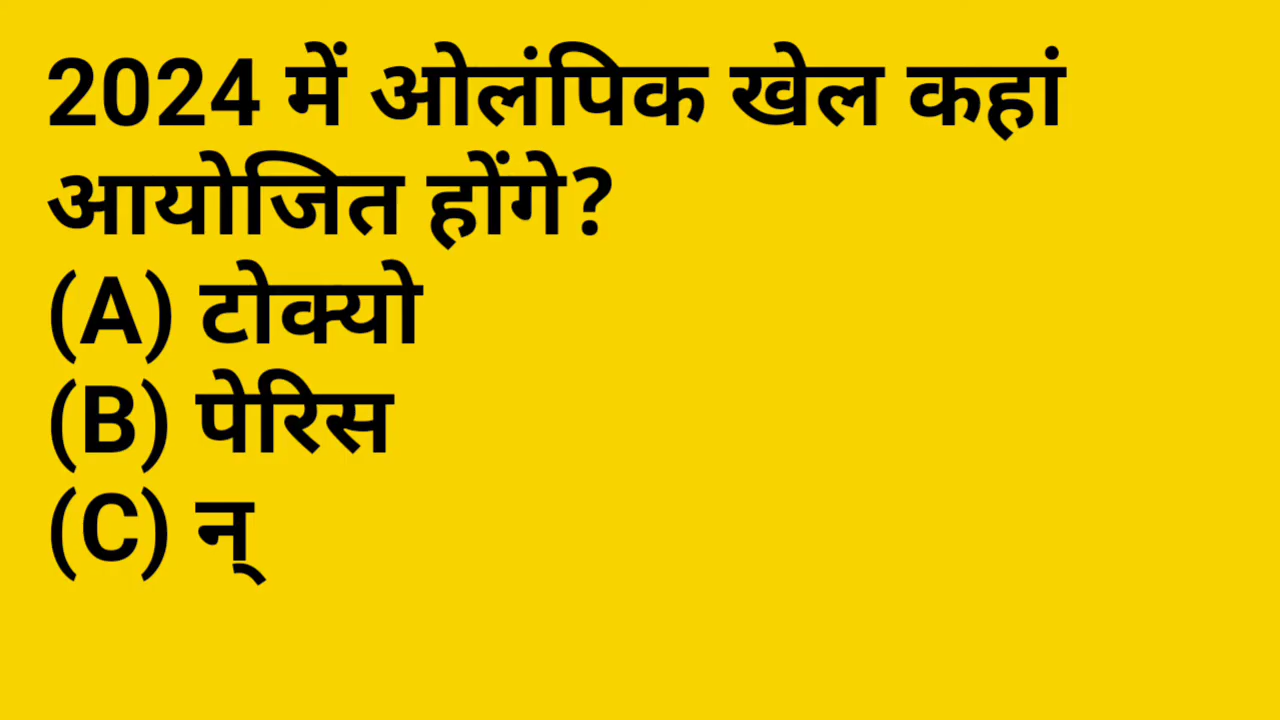 2024 में ओलंपिक खेल कहां
आयोजित होंगे?
(A) टोक्यो
(B) पेरिस
(C) न्